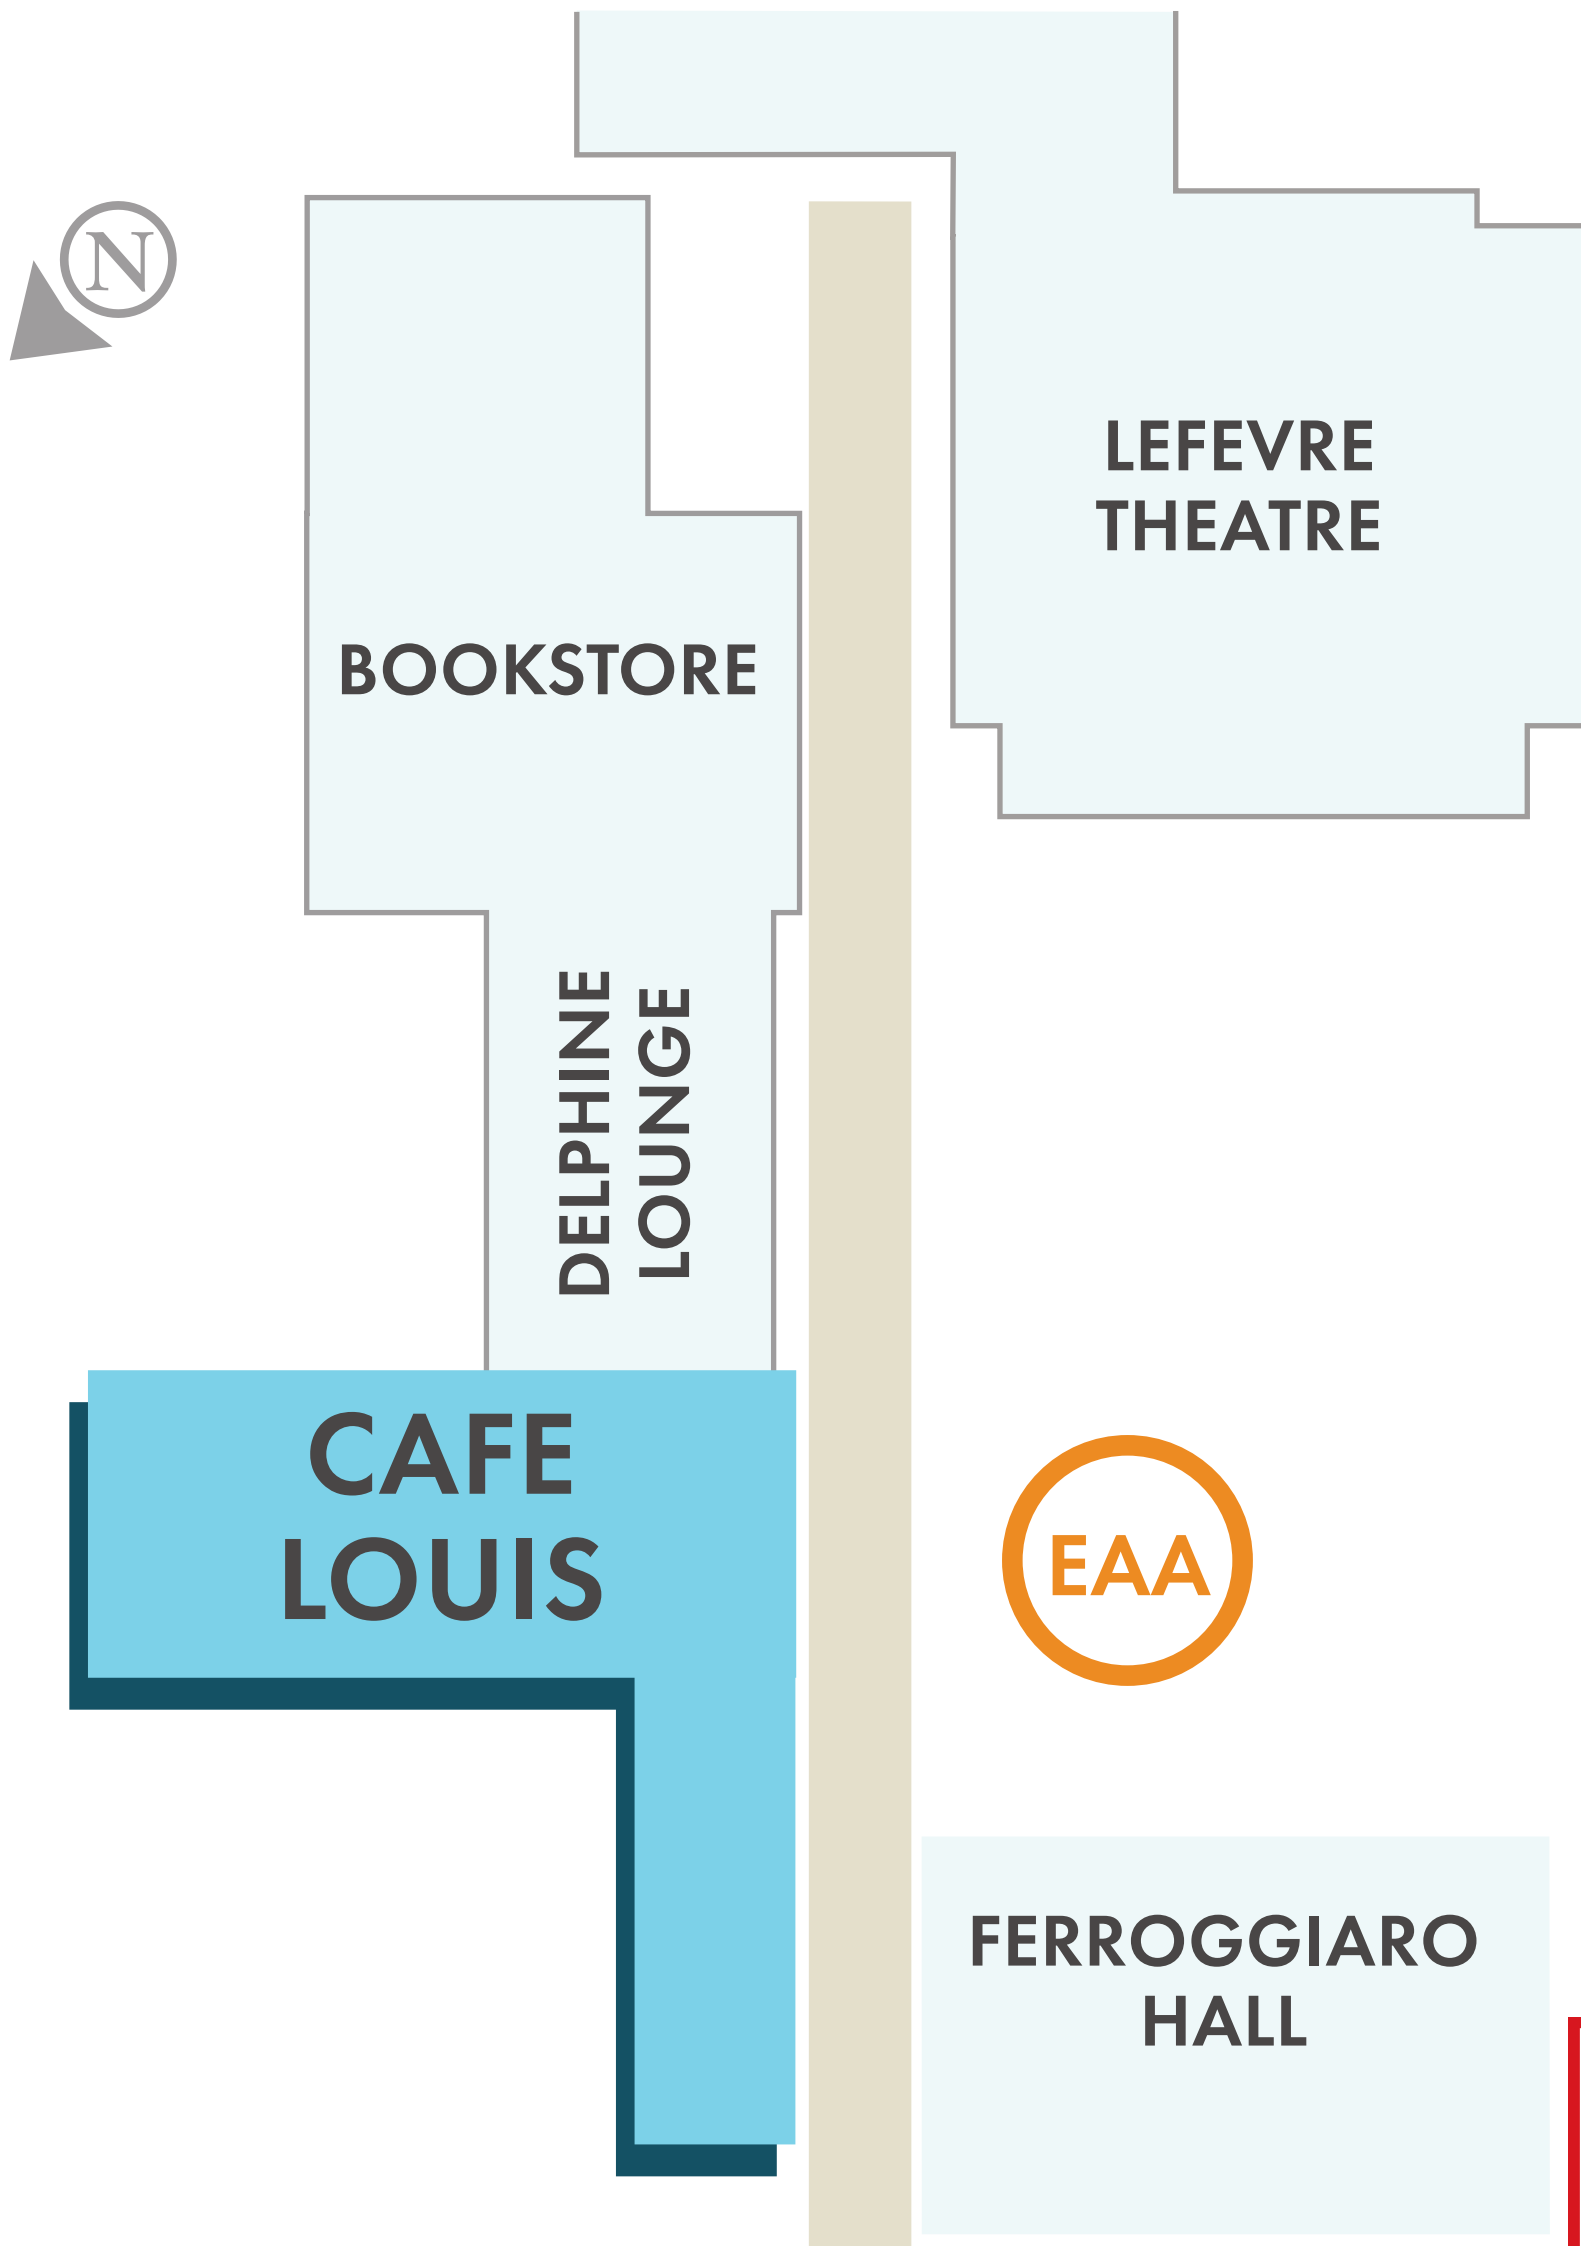 N
LEFEVRE
THEATRE
BOOKSTORE
DELPHINE
LOUNGE
CAFE
LOUIS
EAA
FERROGGIARO
HALL